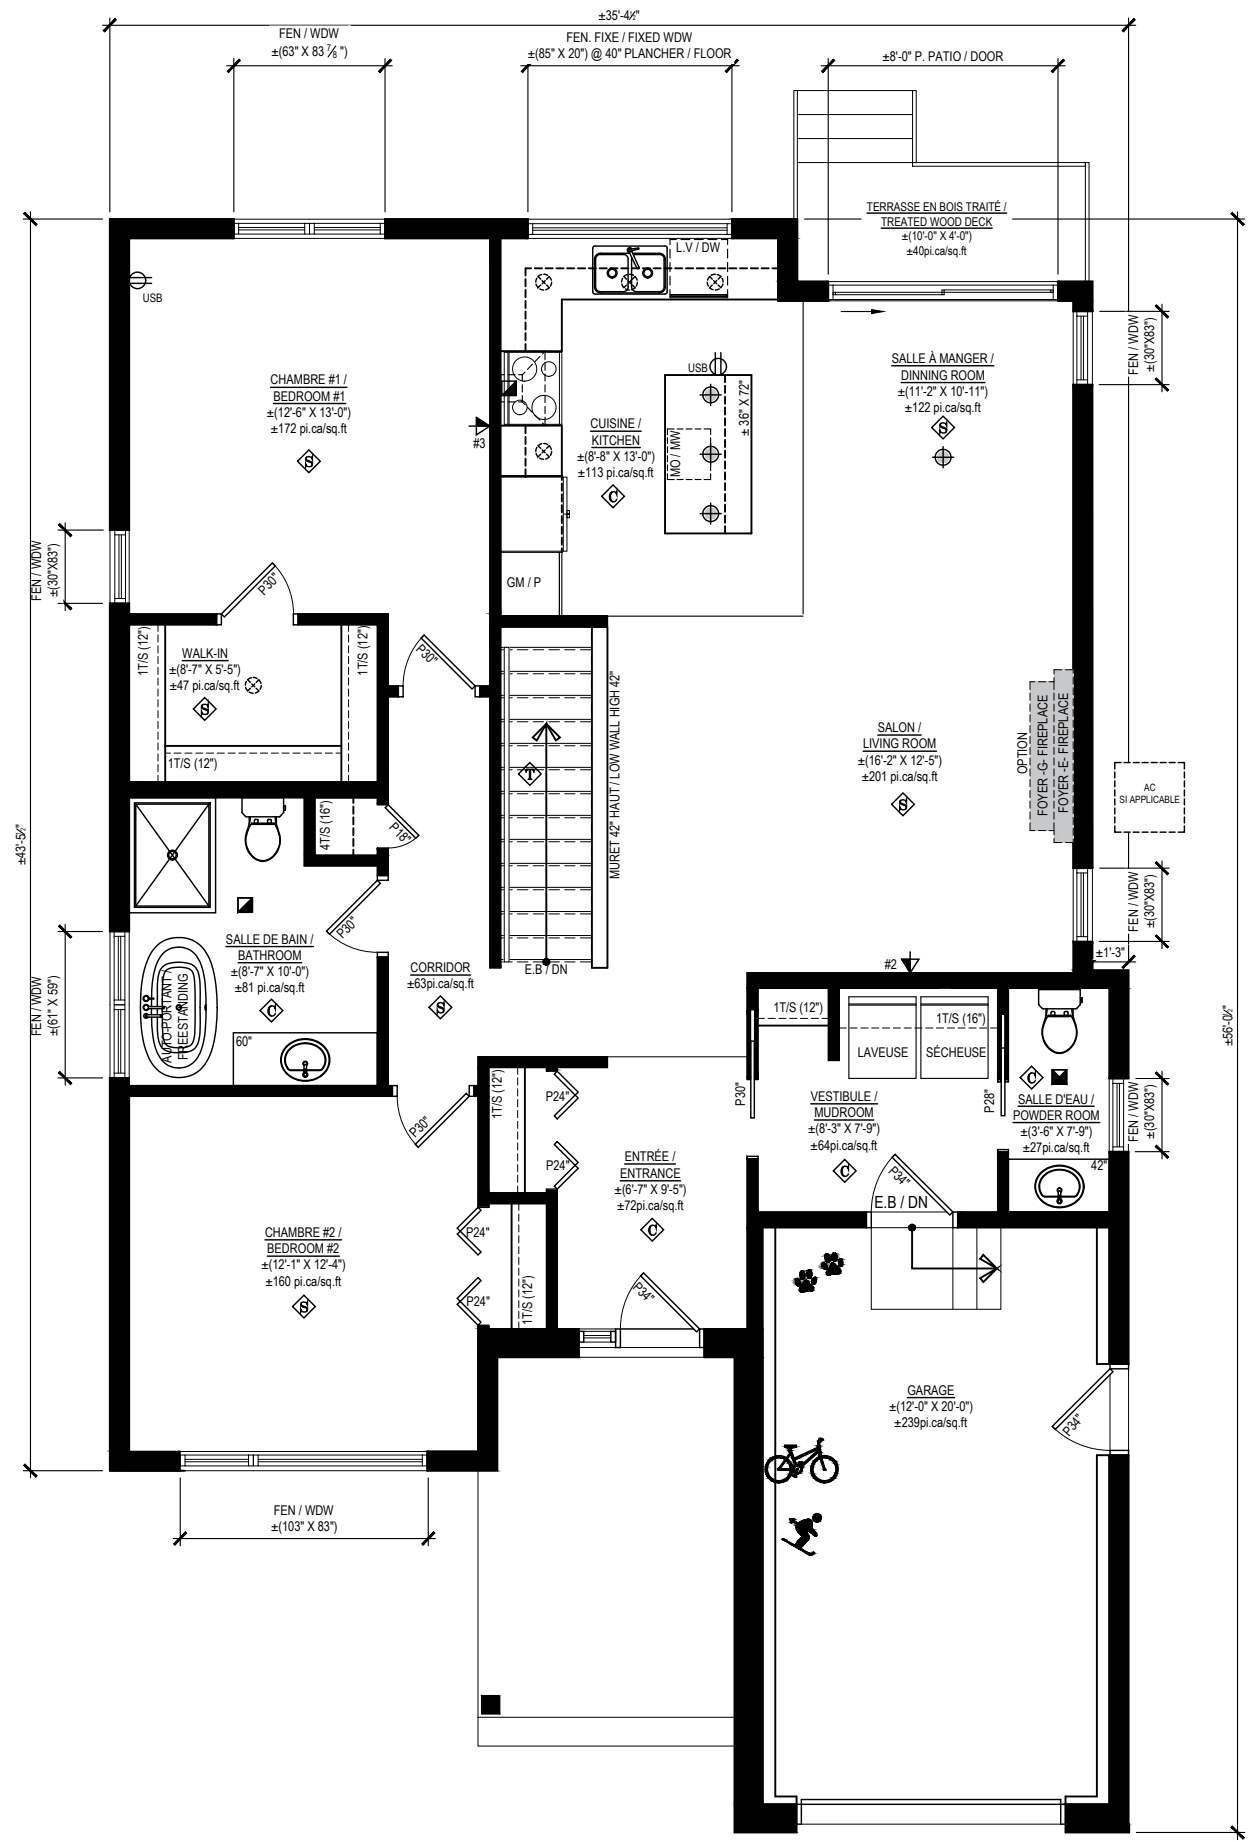 ±35'-4½"
FEN / WDW
±(63" X 83 ⅞ ")
FEN. FIXE / FIXED WDW
±(85" X 20") @ 40" PLANCHER / FLOOR
±8'-0" P. PATIO / DOOR
TERRASSE EN BOIS TRAITÉ /
TREATED WOOD DECK
±(10'-0" X 4'-0")
±40pi.ca/sq.ft
L.V / DW
USB
FEN / WDW
±(30"X83")
CHAMBRE #1 /
BEDROOM #1
±(12'-6" X 13'-0")
±172 pi.ca/sq.ft
S
#3
USB
CUISINE /
KITCHEN
±(8'-8" X 13'-0")
±113 pi.ca/sq.ft
C
MO / MW
± 36" X 72"
SALLE À MANGER /
DINNING ROOM
±(11'-2" X 10'-11")
±122 pi.ca/sq.ft
S
GM / P
FEN / WDW
±(30"X83")
P30"
1T/S (12")
WALK-IN
±(8'-7" X 5'-5")
±47 pi.ca/sq.ft
S
1T/S (12")
1T/S (12")
P30"
T
MURET 42" HAUT / LOW WALL HIGH 42"
SALON /
LIVING ROOM
±(16'-2" X 12'-5")
±201 pi.ca/sq.ft
S
OPTION
FOYER -G- FIREPLACE
FOYER -E- FIREPLACE
AC
SI APPLICABLE
±43'-5½"
4T/S (16")
P18"
P30"
SALLE DE BAIN /
BATHROOM
±(8'-7" X 10'-0")
±81 pi.ca/sq.ft
C
AUTO-PORTANT /
FREESTANDING
60"
FEN / WDW
±(61" X 59")
CORRIDOR
±63pi.ca/sq.ft
S
E.B / DN
FEN / WDW
±(30"X83")
±1'-3"
#2
±56'-0½"
1T/S (12")
LAVEUSE
1T/S (16")
SÉCHEUSE
P30"
VESTIBULE /
MUDROOM
±(8'-3" X 7'-9")
±64pi.ca/sq.ft
C
P28"
C
SALLE D'EAU /
POWDER ROOM
±(3'-6" X 7'-9")
±27pi.ca/sq.ft
42"
FEN / WDW
±(30"X83")
P30"
1T/S (12")
P24"
P24"
ENTRÉE /
ENTRANCE
±(6'-7" X 9'-5")
±72pi.ca/sq.ft
C
P34"
E.B / DN
CHAMBRE #2 /
BEDROOM #2
±(12'-1" X 12'-4")
±160 pi.ca/sq.ft
S
P24"
P24"
1T/S (12")
P34"
GARAGE
±(12'-0" X 20'-0")
±239pi.ca/sq.ft
P34"
FEN / WDW
±(103" X 83")